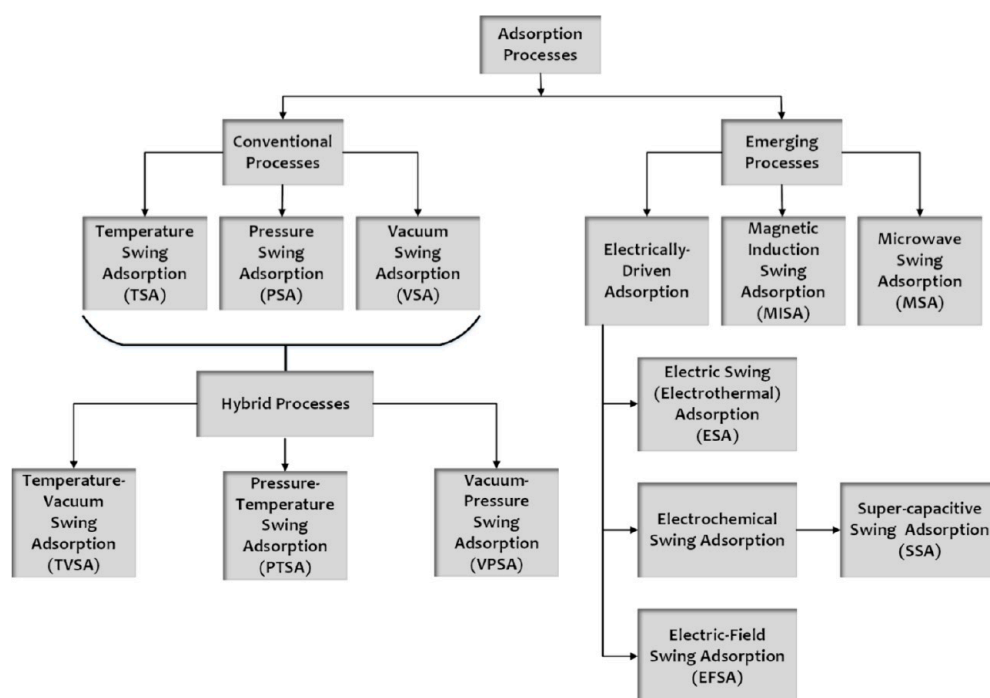 Adsorption
Processes
Conventional
Processes
Emerging
Processes
Temperature
Swing
Adsorption
(TSA)
Pressure
Swing
Adsorption
(PSA)
Vacuum
Swing
Adsorption
(VSA)
Electrically-
Driven
Adsorption
Magnetic
Induction
Swing
Adsorption
(MISA)
Microwave
Swing
Adsorption
(MSA)
Hybrid Processes
Temperature-
Vacuum
Swing
Adsorption
(TVSA)
Pressure-
Temperature
Swing
Adsorption
(PTSA)
Vacuum-
Pressure
Swing
Adsorption
(VPSA)
Electric Swing
(Electrothermal)
Adsorption
(ESA)
Electrochemical
Swing Adsorption
Super-capacitive
Swing Adsorption
(SSA)
Electric-Field
Swing Adsorption
(EFSA)